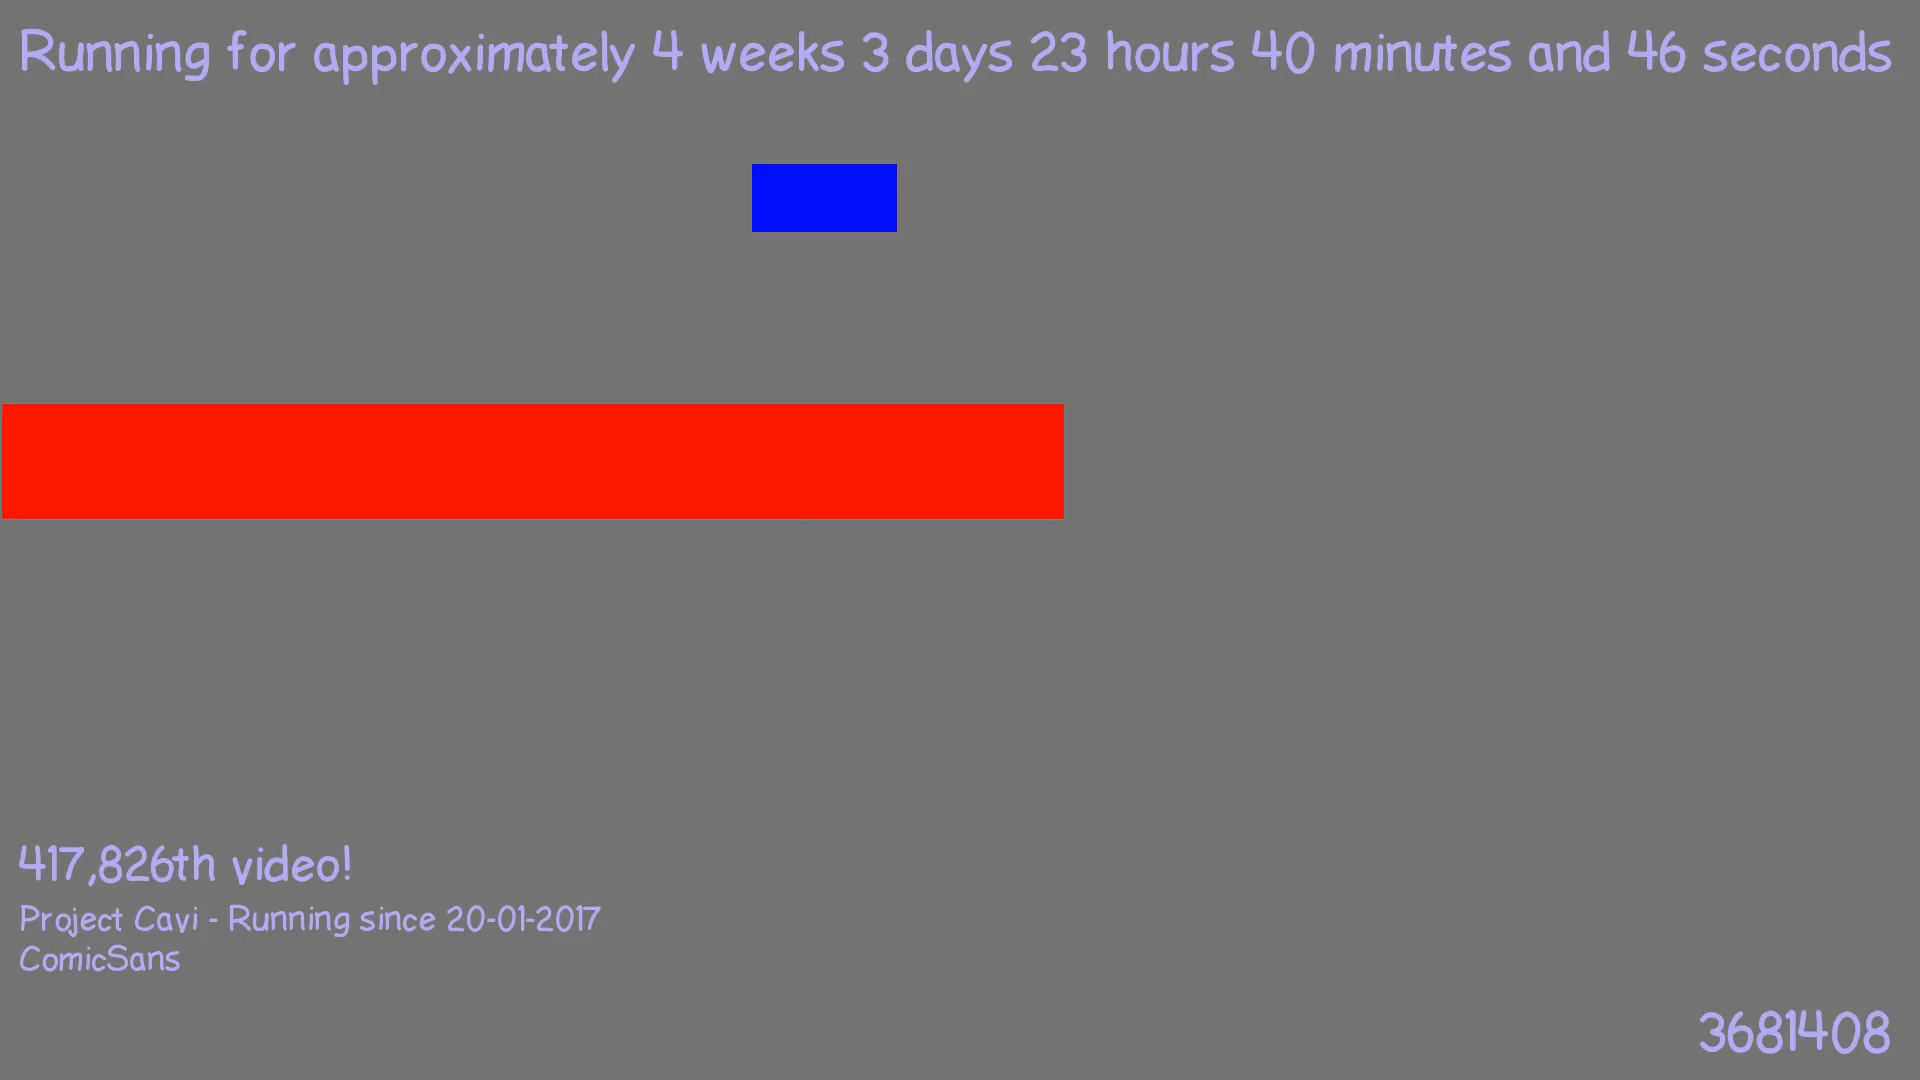 Running for approximately 4 weeks 3 days 23 hours 40 minutes and 46 seconds
417,826th video!
Project Cavi - Running since 20-01-2017
ComicSans
3681408